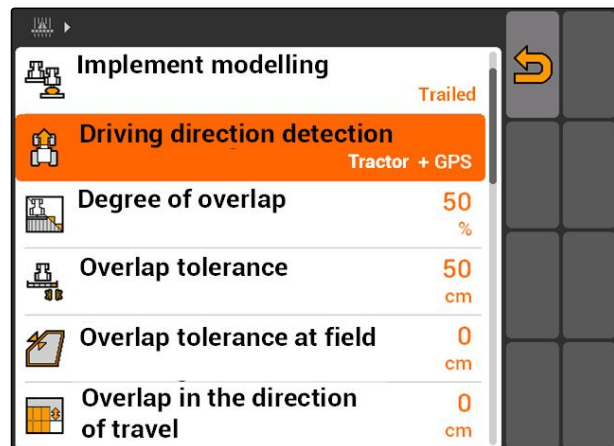 Implement modelling
Trailed
Driving direction detection
Tractor + GPS
Degree of overlap
50
%
Overlap tolerance
50
cm
Overlap tolerance at field
0
cm
Overlap in the direction
of travel
0
cm